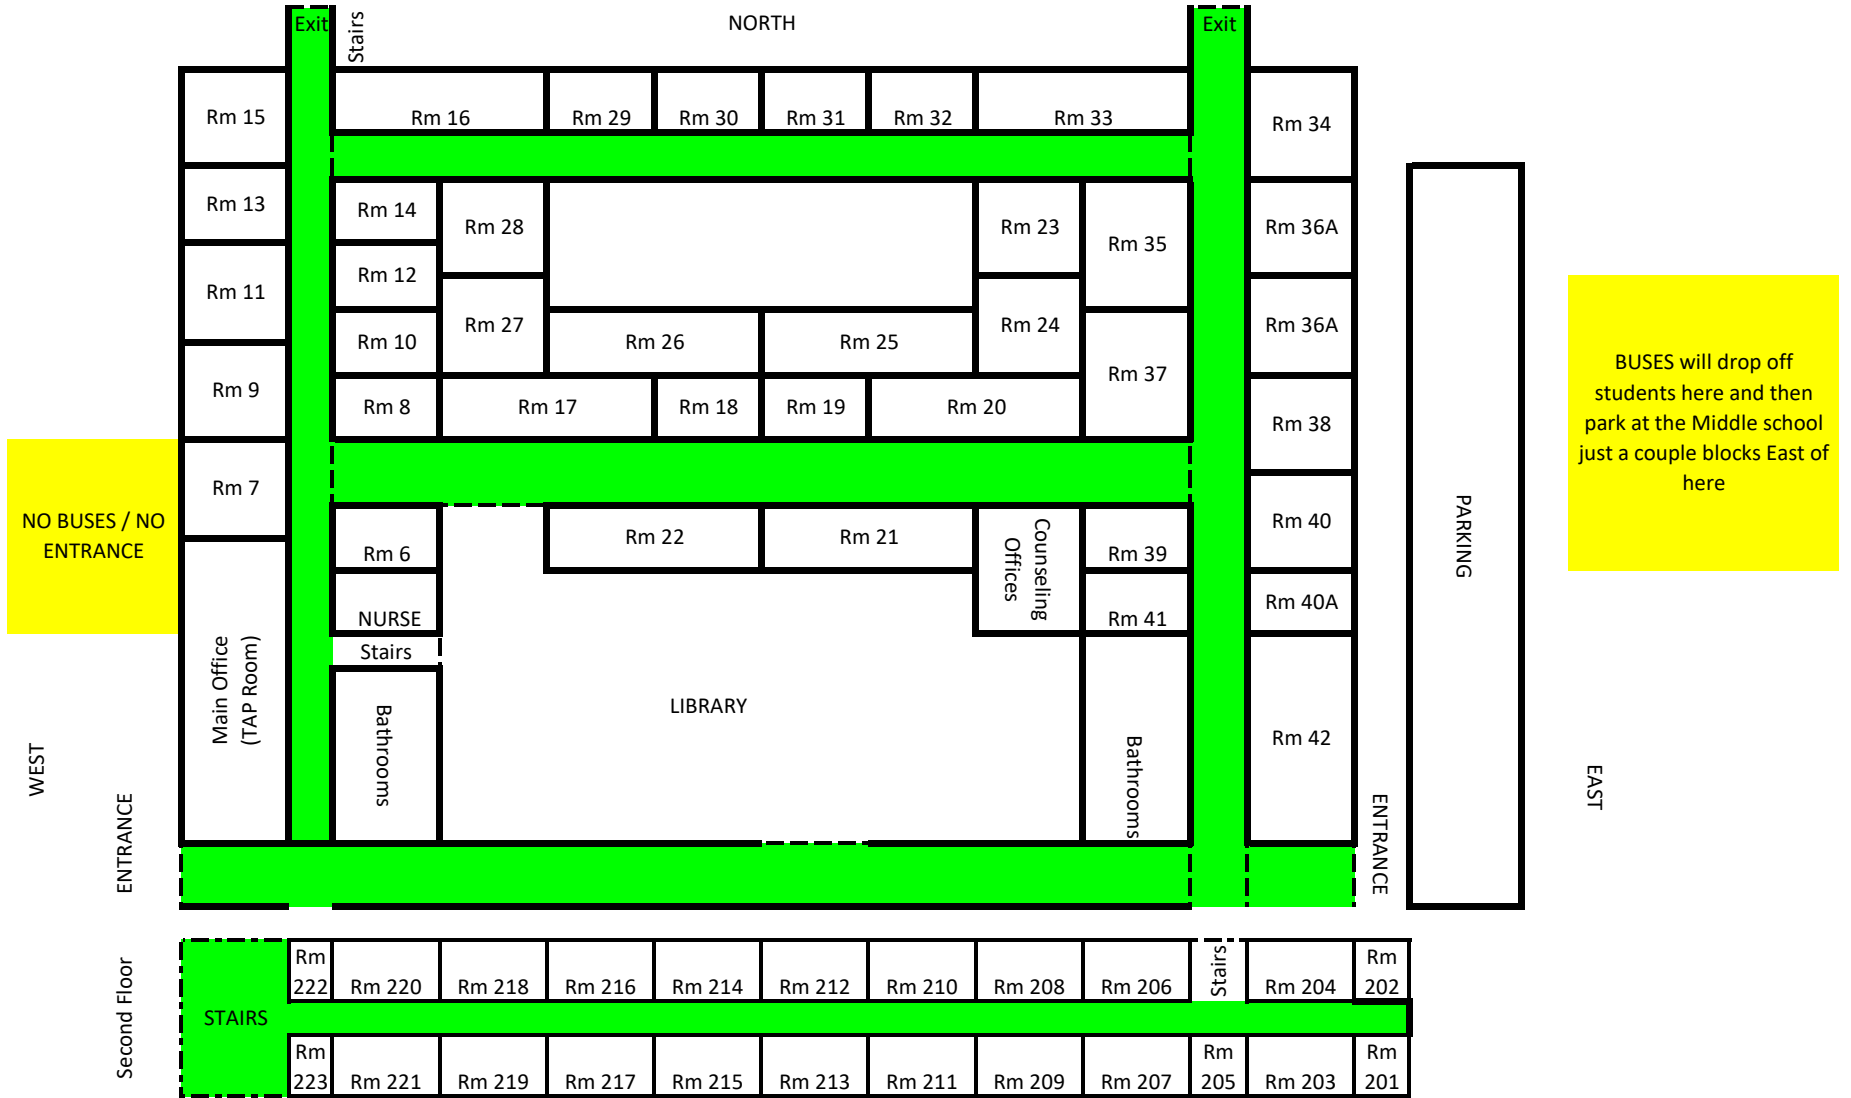 Exit
Stairs
NORTH
Exit
Rm 15
Rm 16
Rm 29
Rm 30
Rm 31
Rm 32
Rm 33
Rm 34
Rm 13
Rm 14
Rm 28
Rm 23
Rm 35
Rm 36A
Rm 12
Rm 11
Rm 27
Rm 24
Rm 36A
Rm 10
Rm 26
Rm 25
Rm 37
Rm 9
Rm 8
Rm 17
Rm 18
Rm 19
Rm 20
Rm 38
BUSES will drop off
students here and then
park at the Middle school
just a couple blocks East of
here
Rm 7
NO BUSES / NO
ENTRANCE
Rm 6
Rm 22
Rm 21
Counseling
Offices
Rm 39
Rm 40
PARKING
NURSE
Rm 41
Rm 40A
Stairs
Main Office
(TAP Room)
Bathrooms
LIBRARY
Bathrooms
Rm 42
WEST
EAST
ENTRANCE
ENTRANCE
Second Floor
STAIRS
Rm
222
Rm 220
Rm 218
Rm 216
Rm 214
Rm 212
Rm 210
Rm 208
Rm 206
Stairs
Rm 204
Rm
202
Rm
223
Rm 221
Rm 219
Rm 217
Rm 215
Rm 213
Rm 211
Rm 209
Rm 207
Rm
205
Rm 203
Rm
201